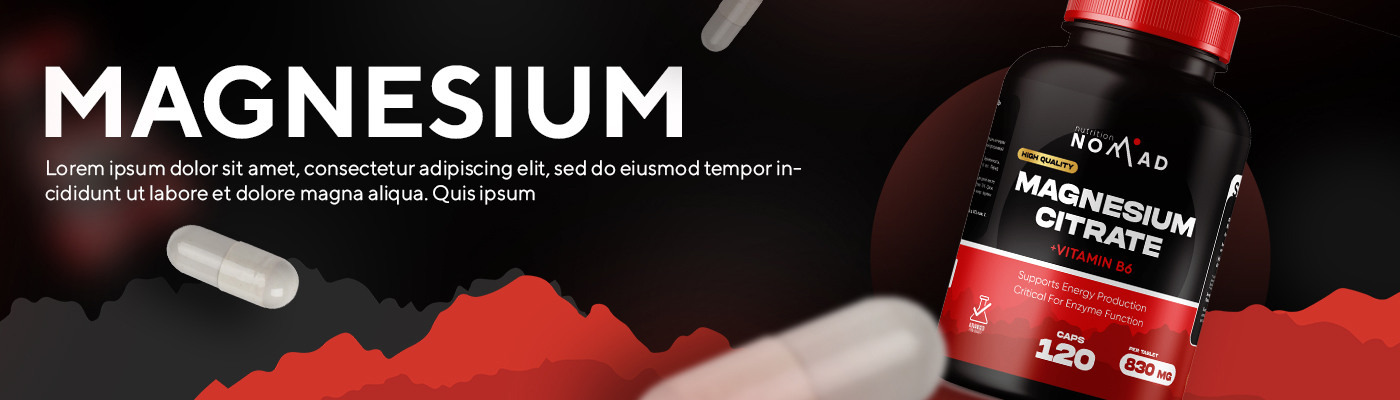 MAGNESIUM
Lorem ipsum dolor sit amet, consectetur adipiscing elit, sed do eiusmod tempor in-
cididunt ut labore et dolore magna aliqua. Quis ipsum
nutrition
NOMAD
HIGH QUALITY
MAGNESIUM
CITRATE
+VITAMIN B6
Supports Energy Production
Critical For Enzyme Function
CAPS
120
PER TABLET
830 MG